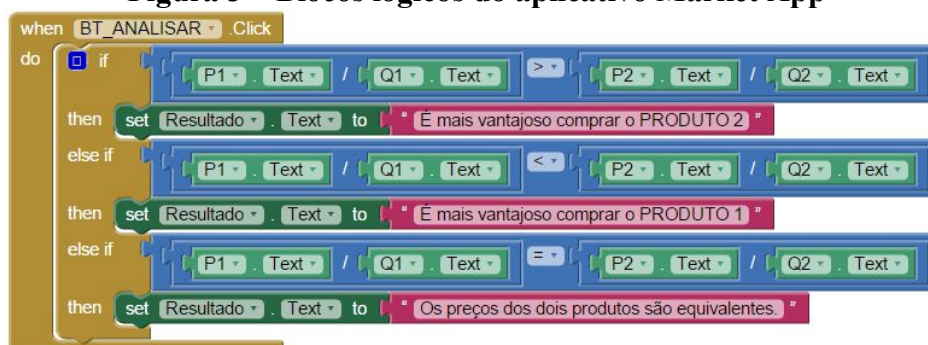 Figura 3 – Blocos lógicos do aplicativo Market App
when BT_ANALISAR .Click
do if P1 . Text / Q1 . Text > P2 . Text / Q2 . Text
then set Resultado . Text to " É mais vantajoso comprar o PRODUTO 2 "
else if P1 . Text / Q1 . Text < P2 . Text / Q2 . Text
then set Resultado . Text to " É mais vantajoso comprar o PRODUTO 1 "
else if P1 . Text / Q1 . Text = P2 . Text / Q2 . Text
then set Resultado . Text to " Os preços dos dois produtos são equivalentes. "